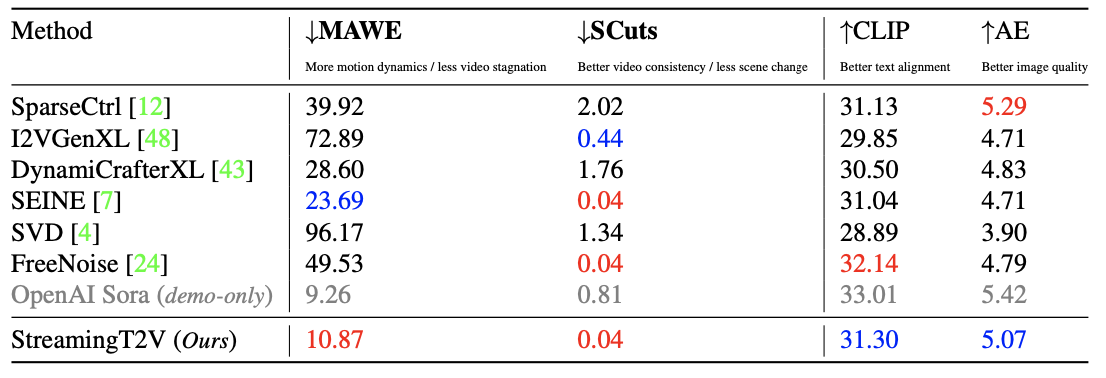 Method ↓MAWE ↓SCuts ↑CLIP ↑AE
More motion dynamics / less video stagnation Better video consistency / less scene change Better text alignment Better image quality
SparseCtrl [12] 39.92 2.02 31.13 5.29
I2VGenXL [48] 72.89 0.44 29.85 4.71
DynamiCrafterXL [43] 28.60 1.76 30.50 4.83
SEINE [7] 23.69 0.04 31.04 4.71
SVD [4] 96.17 1.34 28.89 3.90
FreeNoise [24] 49.53 0.04 32.14 4.79
OpenAI Sora (demo-only) 9.26 0.81 33.01 5.42
StreamingT2V (Ours) 10.87 0.04 31.30 5.07